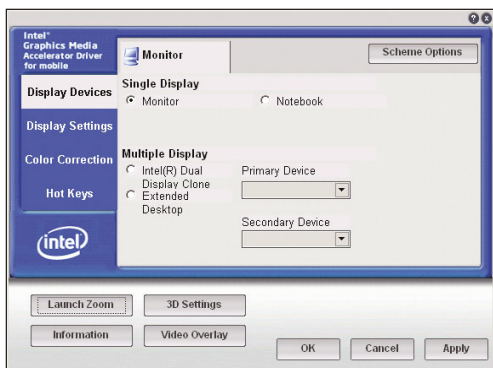 Intel®
Graphics Media
Accelerator Driver
for mobile
Monitor
Scheme Options
Display Devices
Display Settings
Color Correction
Hot Keys
intel
Single Display
Monitor
Notebook
Multiple Display
Intel(R) Dual
Display Clone
Extended
Desktop
Primary Device
Secondary Device
Launch Zoom
3D Settings
Information
Video Overlay
OK
Cancel
Apply